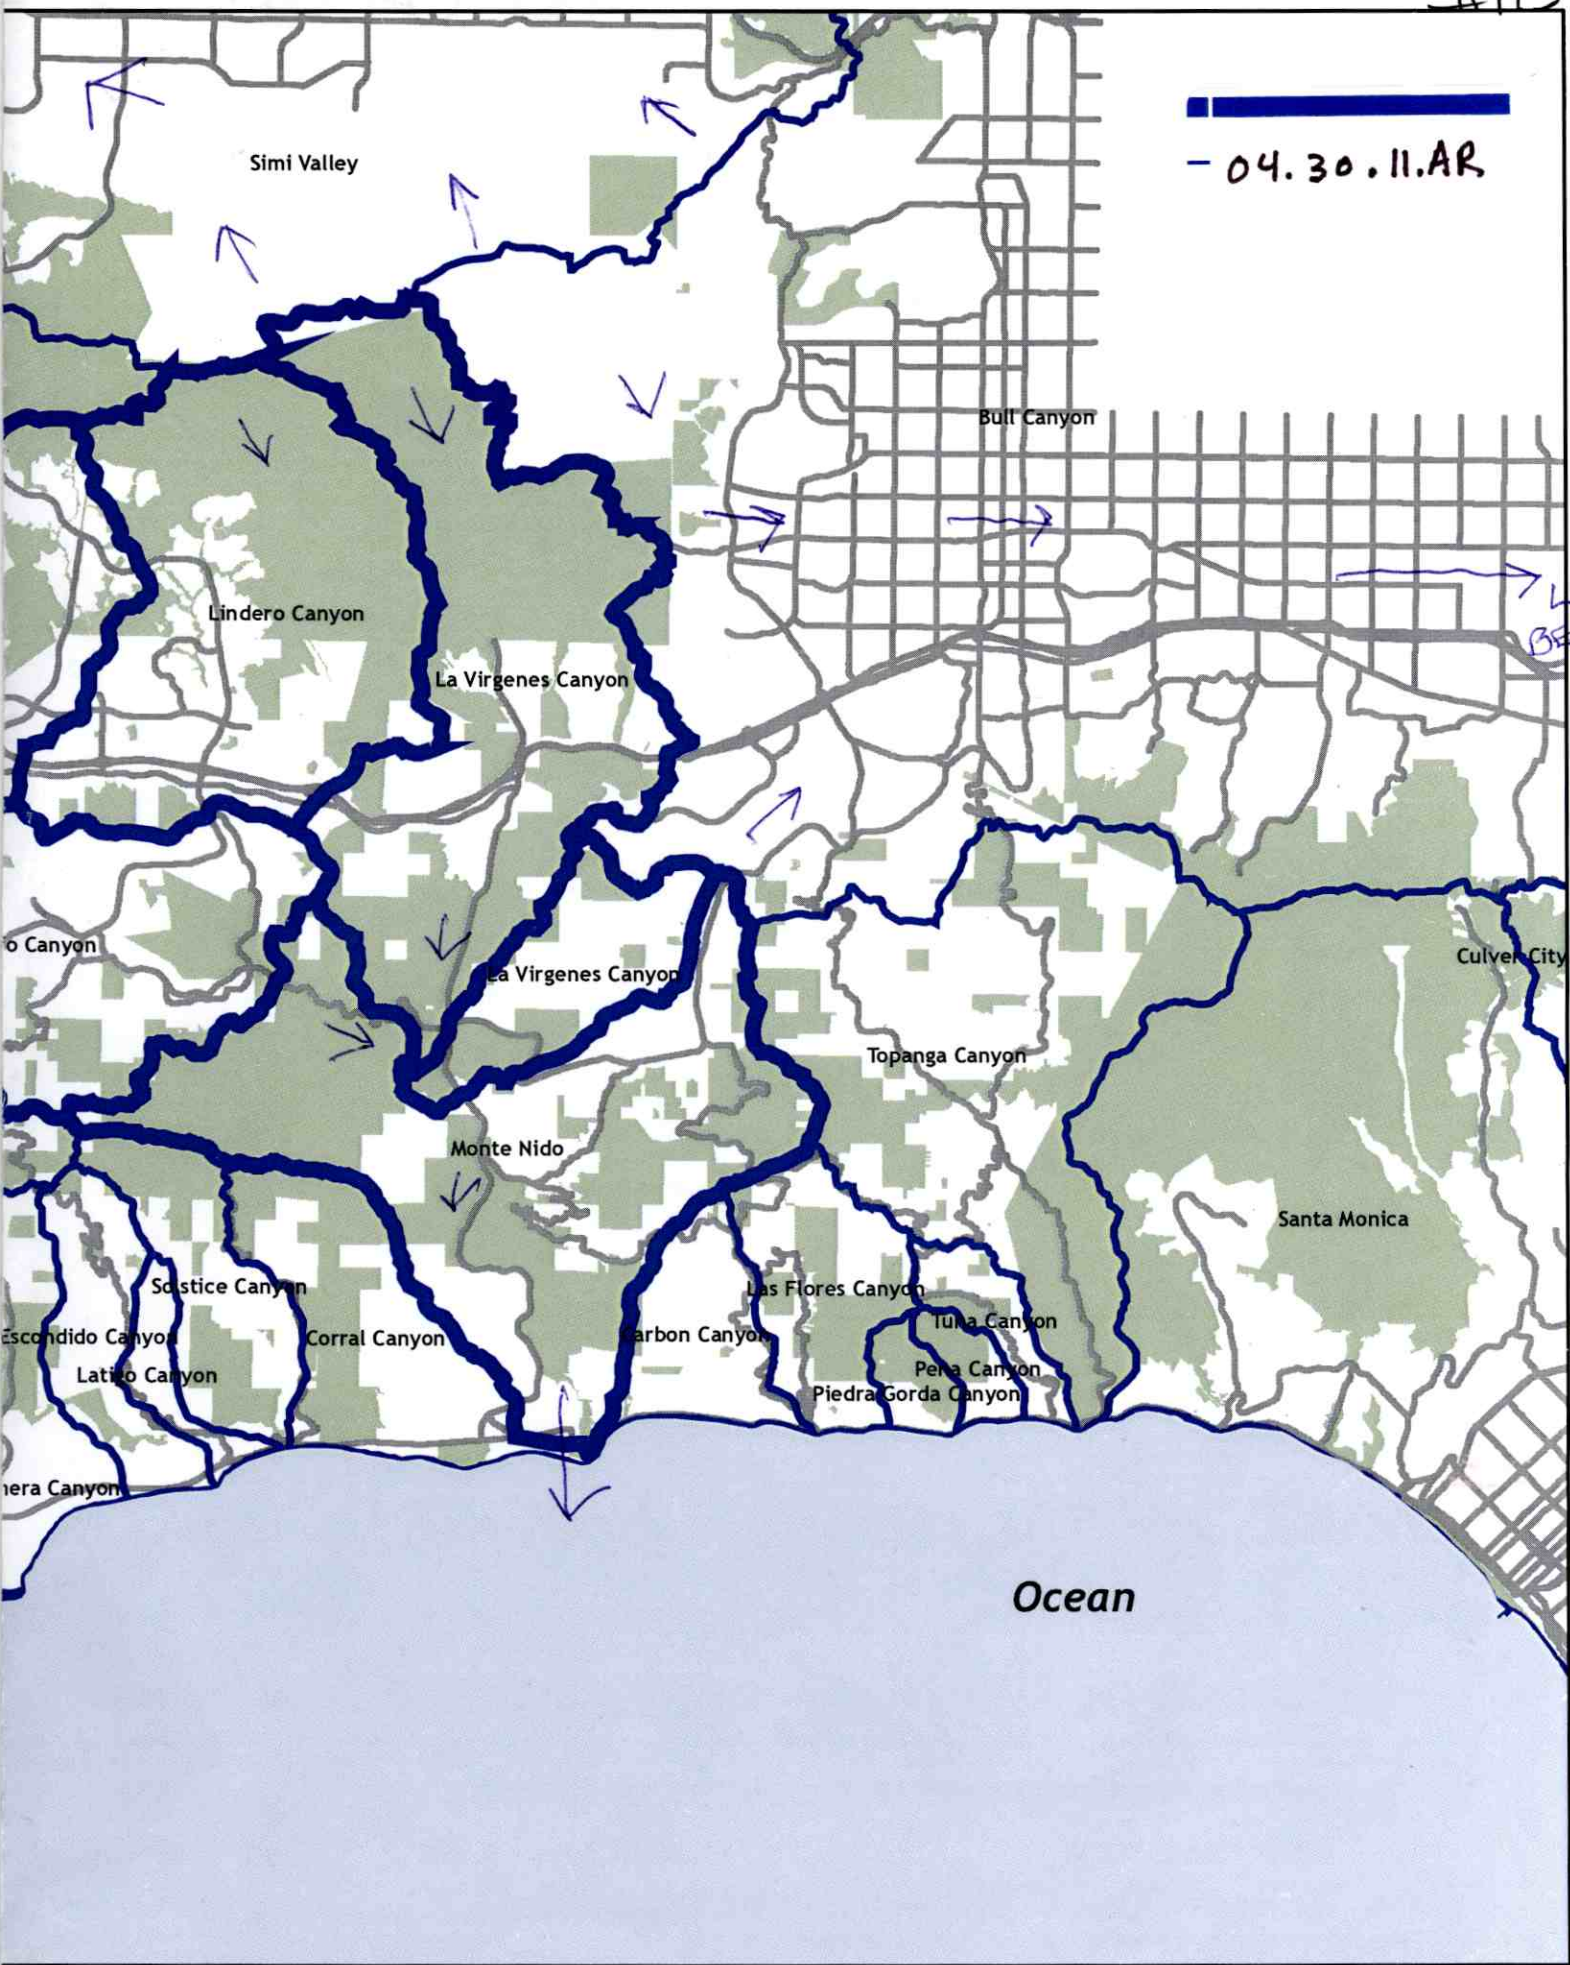 Simi Valley
- 04.30.11.AR
Bull Canyon
Lindero Canyon
La Virgenes Canyon
BE
o Canyon
Culver City
La Virgenes Canyon
Topanga Canyon
Monte Nido
Santa Monica
Solstice Canyon
Las Flores Canyon
Escondido Canyon
Corral Canyon
Carbon Canyon
Tuna Canyon
Latigo Canyon
Pena Canyon
Piedra Gorda Canyon
nera Canyon
Ocean